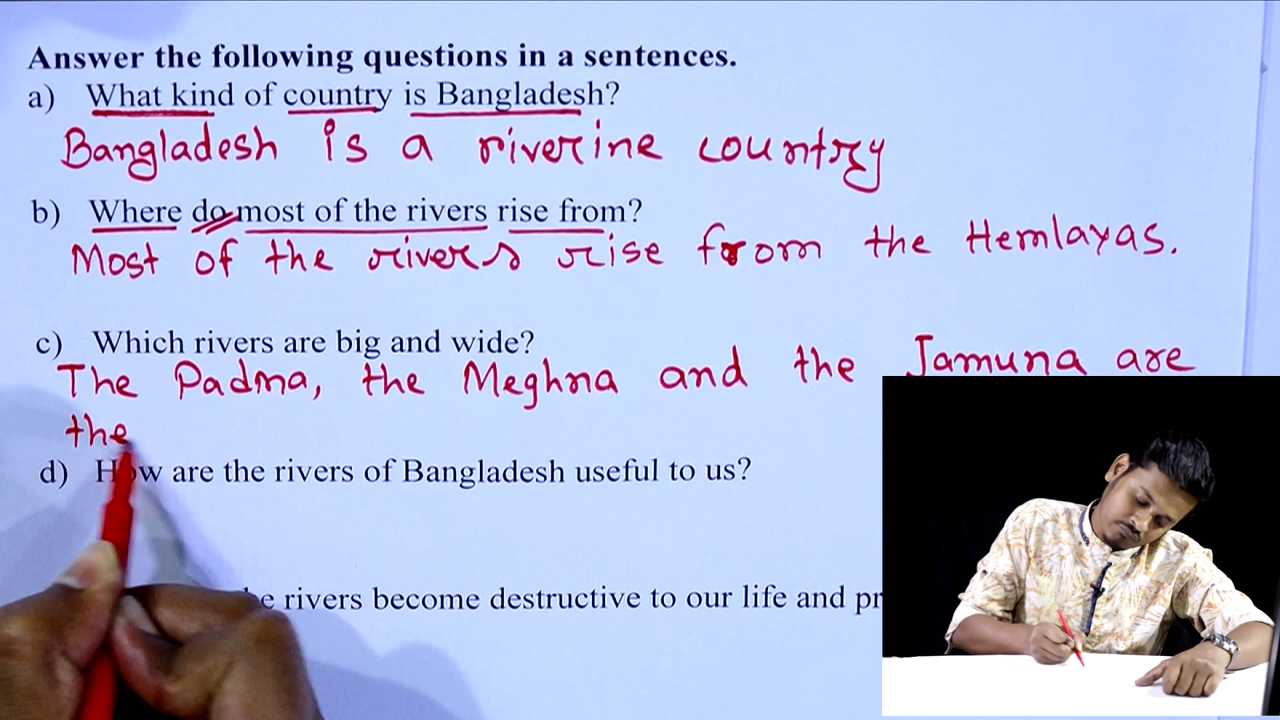 Answer the following questions in a sentences.
a) What kind of country is Bangladesh?
Bangladesh is a riverine country
b) Where do most of the rivers rise from?
Most of the rivers rise from the Hemlayas.
c) Which rivers are big and wide?
The Padma, the Meghna and the Jamuna are
the
d) How are the rivers of Bangladesh useful to us?
rivers become destructive to our life and